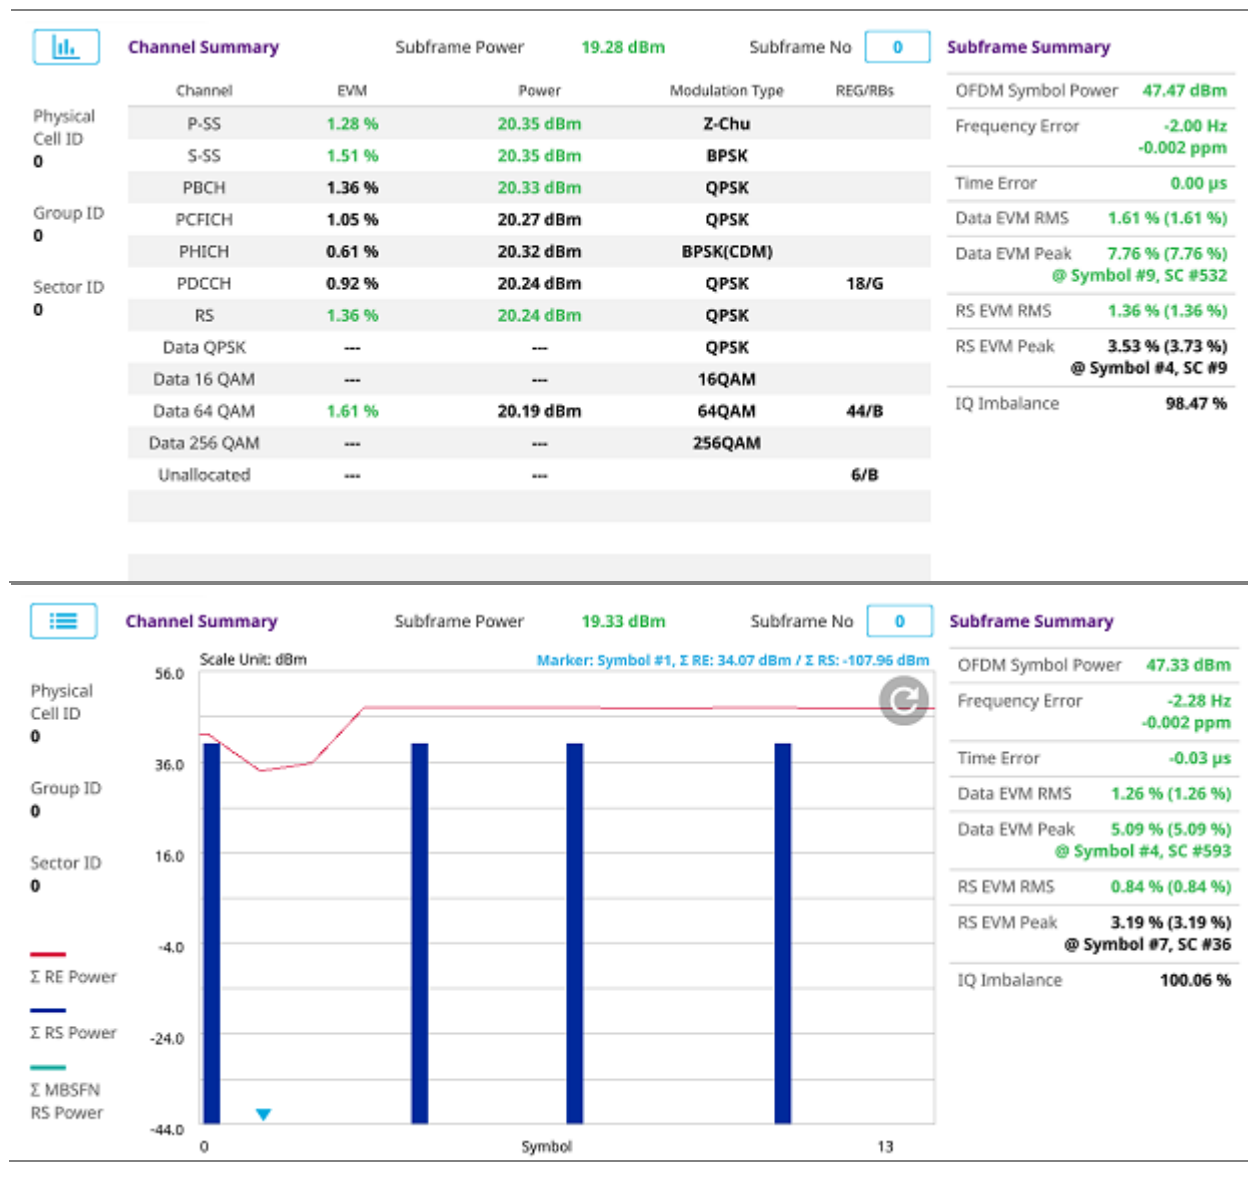 Channel Summary Subframe Power 19.28 dBm Subframe No 0 Subframe Summary
Physical
Cell ID
0
Group ID
0
Sector ID
0
Channel EVM Power Modulation Type REG/RBs
P-SS 1.28 % 20.35 dBm Z-Chu
S-SS 1.51 % 20.35 dBm BPSK
PBCH 1.36 % 20.33 dBm QPSK
PCFICH 1.05 % 20.27 dBm QPSK
PHICH 0.61 % 20.32 dBm BPSK(CDM)
PDCCH 0.92 % 20.24 dBm QPSK 18/G
RS 1.36 % 20.24 dBm QPSK
Data QPSK --- --- QPSK
Data 16 QAM --- --- 16QAM
Data 64 QAM 1.61 % 20.19 dBm 64QAM 44/B
Data 256 QAM --- --- 256QAM
Unallocated --- --- 6/B
OFDM Symbol Power 47.47 dBm
Frequency Error -2.00 Hz
-0.002 ppm
Time Error 0.00 µs
Data EVM RMS 1.61 % (1.61 %)
Data EVM Peak 7.76 % (7.76 %)
@ Symbol #9, SC #532
RS EVM RMS 1.36 % (1.36 %)
RS EVM Peak 3.53 % (3.73 %)
@ Symbol #4, SC #9
IQ Imbalance 98.47 %
Channel Summary Subframe Power 19.33 dBm Subframe No 0 Subframe Summary
Physical
Cell ID
0
Group ID
0
Sector ID
0
Σ RE Power
Σ RS Power
Σ MBSFN
RS Power
Scale Unit: dBm Marker: Symbol #1, Σ RE: 34.07 dBm / Σ RS: -107.96 dBm
56.0
36.0
16.0
-4.0
-24.0
-44.0
0 Symbol 13
OFDM Symbol Power 47.33 dBm
Frequency Error -2.28 Hz
-0.002 ppm
Time Error -0.03 µs
Data EVM RMS 1.26 % (1.26 %)
Data EVM Peak 5.09 % (5.09 %)
@ Symbol #4, SC #593
RS EVM RMS 0.84 % (0.84 %)
RS EVM Peak 3.19 % (3.19 %)
@ Symbol #7, SC #36
IQ Imbalance 100.06 %